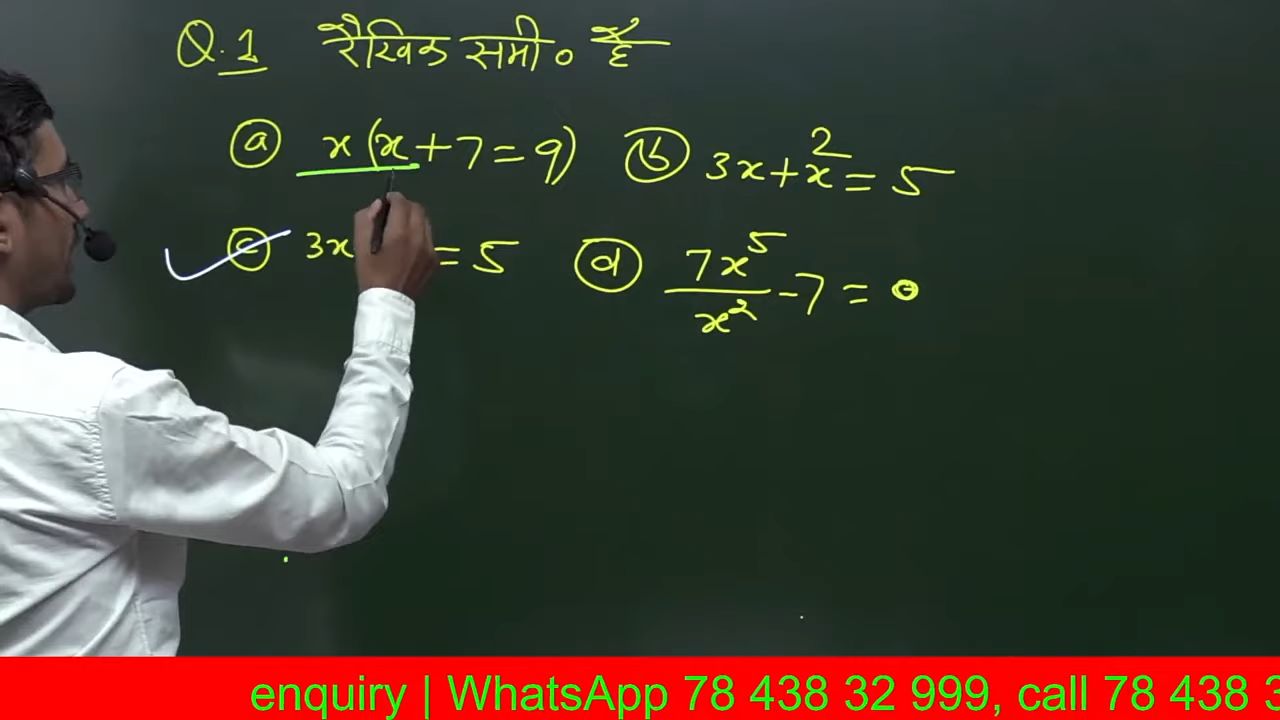 Q.1 रैखिक समी० है
(a) x(x+7=9) (b) 3x+x²=5
(c) 3x =5 (d) 7x⁵/x² -7=0
enquiry | WhatsApp 78 438 32 999, call 78 438 3